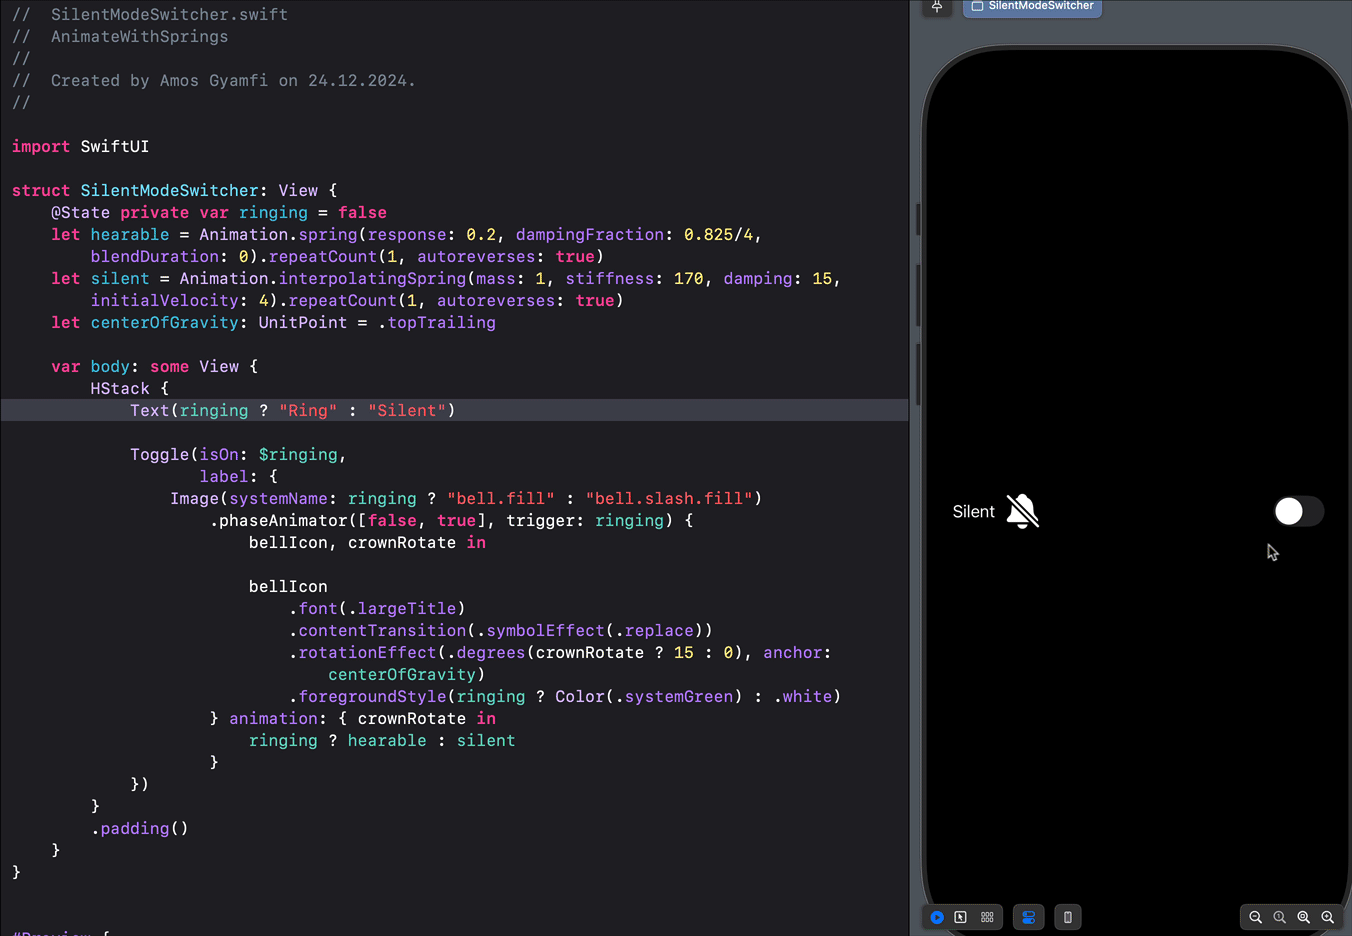 //  SilentModeSwitcher.swift
//  AnimateWithSprings
//
//  Created by Amos Gyamfi on 24.12.2024.
//
import SwiftUI
struct SilentModeSwitcher: View {
@State private var ringing = false
let hearable = Animation.spring(response: 0.2, dampingFraction: 0.825/4,
blendDuration: 0).repeatCount(1, autoreverses: true)
let silent = Animation.interpolatingSpring(mass: 1, stiffness: 170, damping: 15,
initialVelocity: 4).repeatCount(1, autoreverses: true)
let centerOfGravity: UnitPoint = .topTrailing
var body: some View {
HStack {
Text(ringing ? "Ring" : "Silent")
Toggle(isOn: $ringing,
label: {
Image(systemName: ringing ? "bell.fill" : "bell.slash.fill")
.phaseAnimator([false, true], trigger: ringing) {
bellIcon, crownRotate in
bellIcon
.font(.largeTitle)
.contentTransition(.symbolEffect(.replace))
.rotationEffect(.degrees(crownRotate ? 15 : 0), anchor:
centerOfGravity)
.foregroundStyle(ringing ? Color(.systemGreen) : .white)
} animation: { crownRotate in
ringing ? hearable : silent
}
})
}
.padding()
}
}
#Preview {
SilentModeSwitcher
Silent